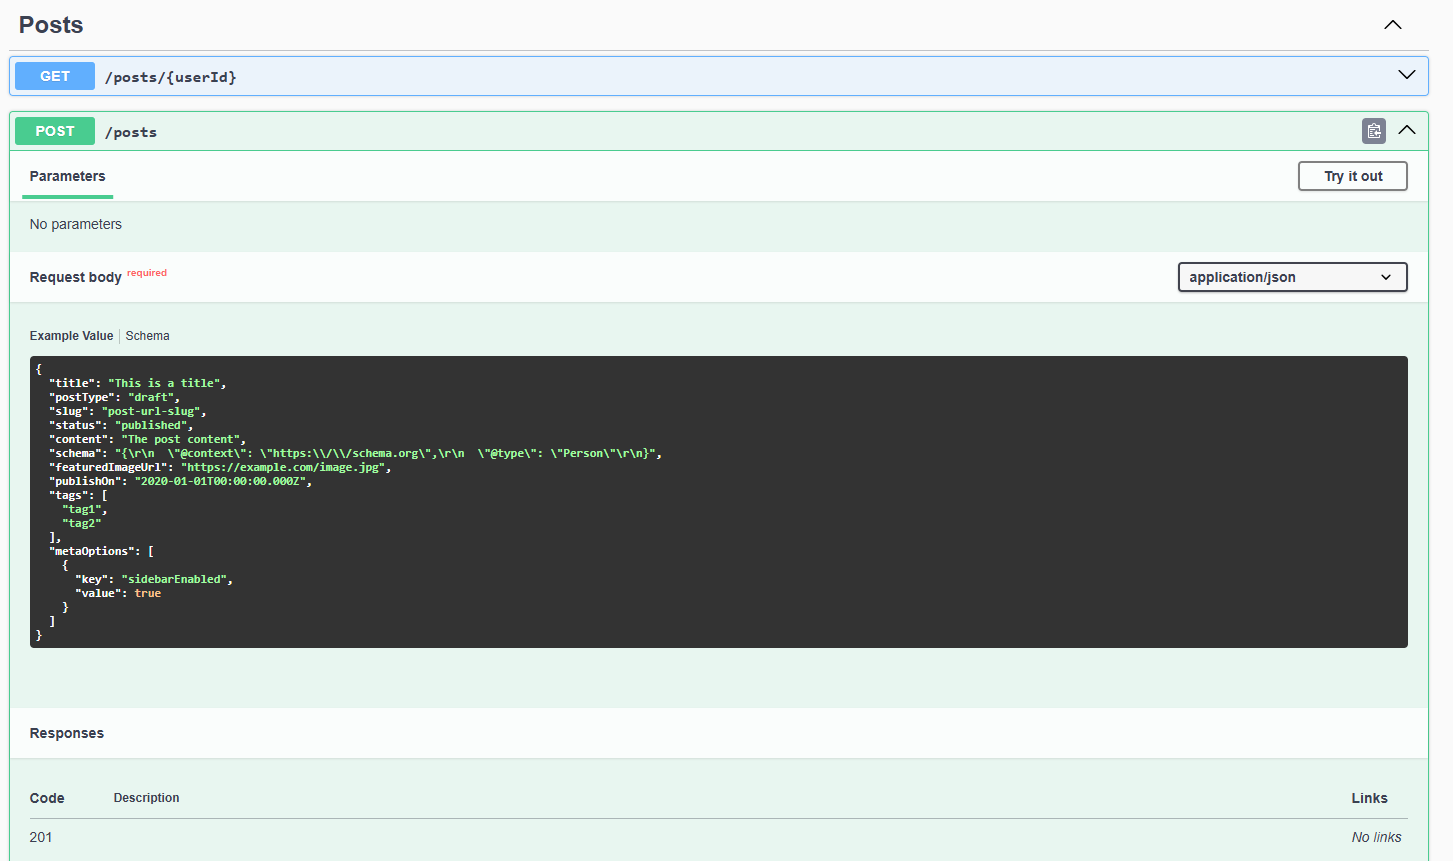 Posts
GET /posts/{userId}
POST /posts
Parameters Try it out
No parameters
Request body required application/json
Example Value Schema
{
  "title": "This is a title",
  "postType": "draft",
  "slug": "post-url-slug",
  "status": "published",
  "content": "The post content",
  "schema": "{\r\n  \"@context\": \"https:\\/\\/schema.org\",\r\n  \"@type\": \"Person\"\r\n}",
  "featuredImageUrl": "https://example.com/image.jpg",
  "publishOn": "2020-01-01T00:00:00.000Z",
  "tags": [
    "tag1",
    "tag2"
  ],
  "metaOptions": [
    {
      "key": "sidebarEnabled",
      "value": true
    }
  ]
}
Responses
Code Description Links
201 No links